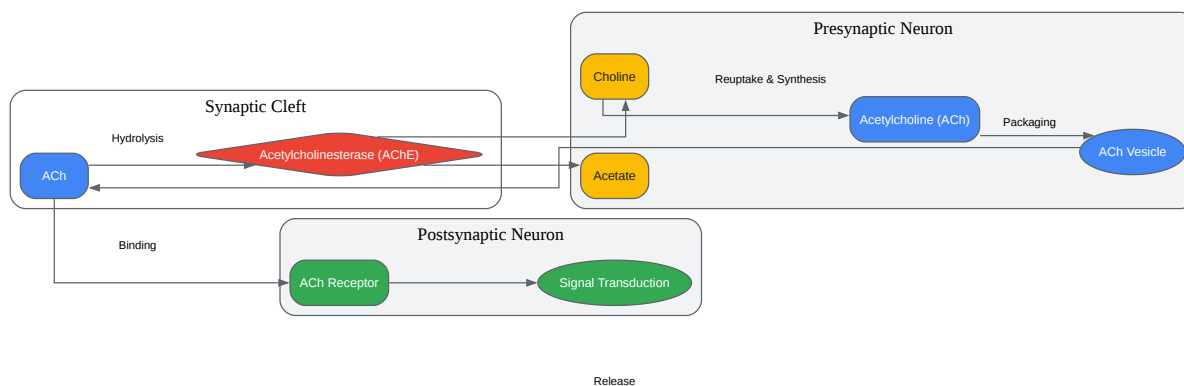 Presynaptic Neuron
Choline
Reuptake & Synthesis
Acetylcholine (ACh)
Packaging
ACh Vesicle
Acetate
Synaptic Cleft
Hydrolysis
Acetylcholinesterase (AChE)
ACh
Binding
Postsynaptic Neuron
ACh Receptor
Signal Transduction
Release